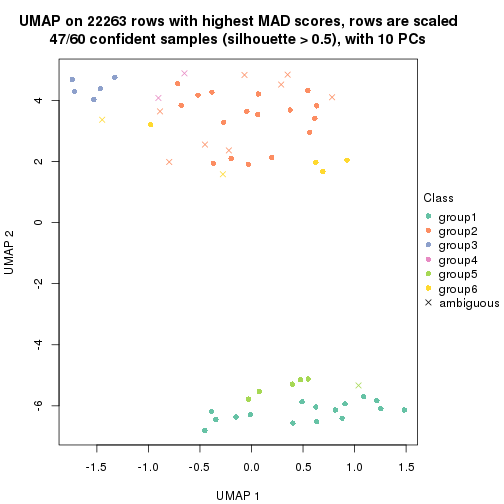 UMAP on 22263 rows with highest MAD scores, rows are scaled
47/60 confident samples (silhouette > 0.5), with 10 PCs
4
2
0
-2
-4
-6
UMAP 2
-1.5 -1.0 -0.5 0.0 0.5 1.0 1.5
UMAP 1
Class
group1
group2
group3
group4
group5
group6
ambiguous